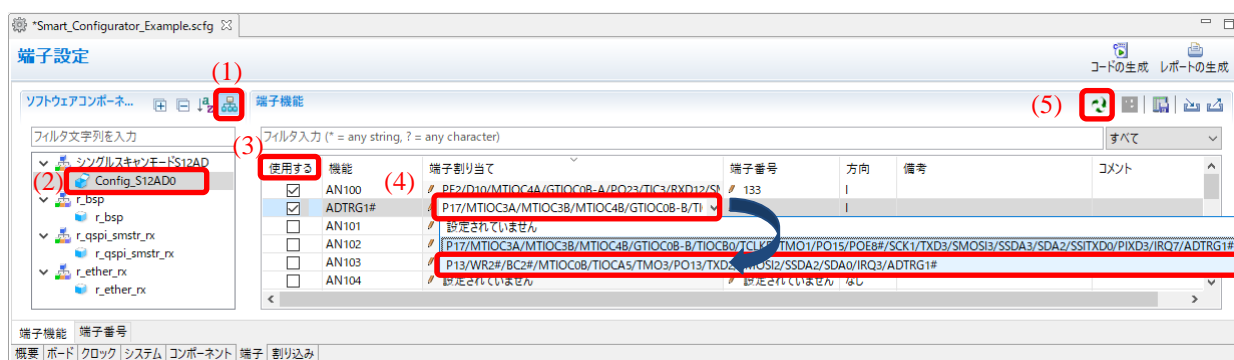 *Smart_Configurator_Example.scfg
端子設定
コードの生成 レポートの生成
(1)
ソフトウェアコンポーネ...
端子機能
(5)
フィルタ文字列を入力
フィルタ入力 (* = any string, ? = any character)
すべて
(3)
使用する 機能 端子割り当て 端子番号 方向 備考 コメント
シングルスキャンモードS12AD
(2) Config_S12AD0
r_bsp
r_bsp
r_qspi_smstr_rx
r_qspi_smstr_rx
r_ether_rx
r_ether_rx
(4)
AN100 PE2/D10/MTIOC4A/GTIOC0B-A/PO23/TIC3/RXD12/SM 133 I
ADTRG1# P17/MTIOC3A/MTIOC3B/MTIOC4B/GTIOC0B-B/TI I
AN101 設定されていません
AN102 P17/MTIOC3A/MTIOC3B/MTIOC4B/GTIOC0B-B/TIOCB0/TCLK /TMO1/PO15/POE8#/SCK1/TXD3/SMOSI3/SSDA3/SDA2/SSITXD0/PIXD3/IRQ7/ADTRG1#
AN103 P13/WR2#/BC2#/MTIOC0B/TIOCA5/TMO3/PO13/TXD2/ MOSI2/SSDA2/SDA0/IRQ3/ADTRG1#
AN104 設定されていません 設定されていません なし
端子機能 端子番号
概要 ボード クロック システム コンポーネント 端子 割り込み